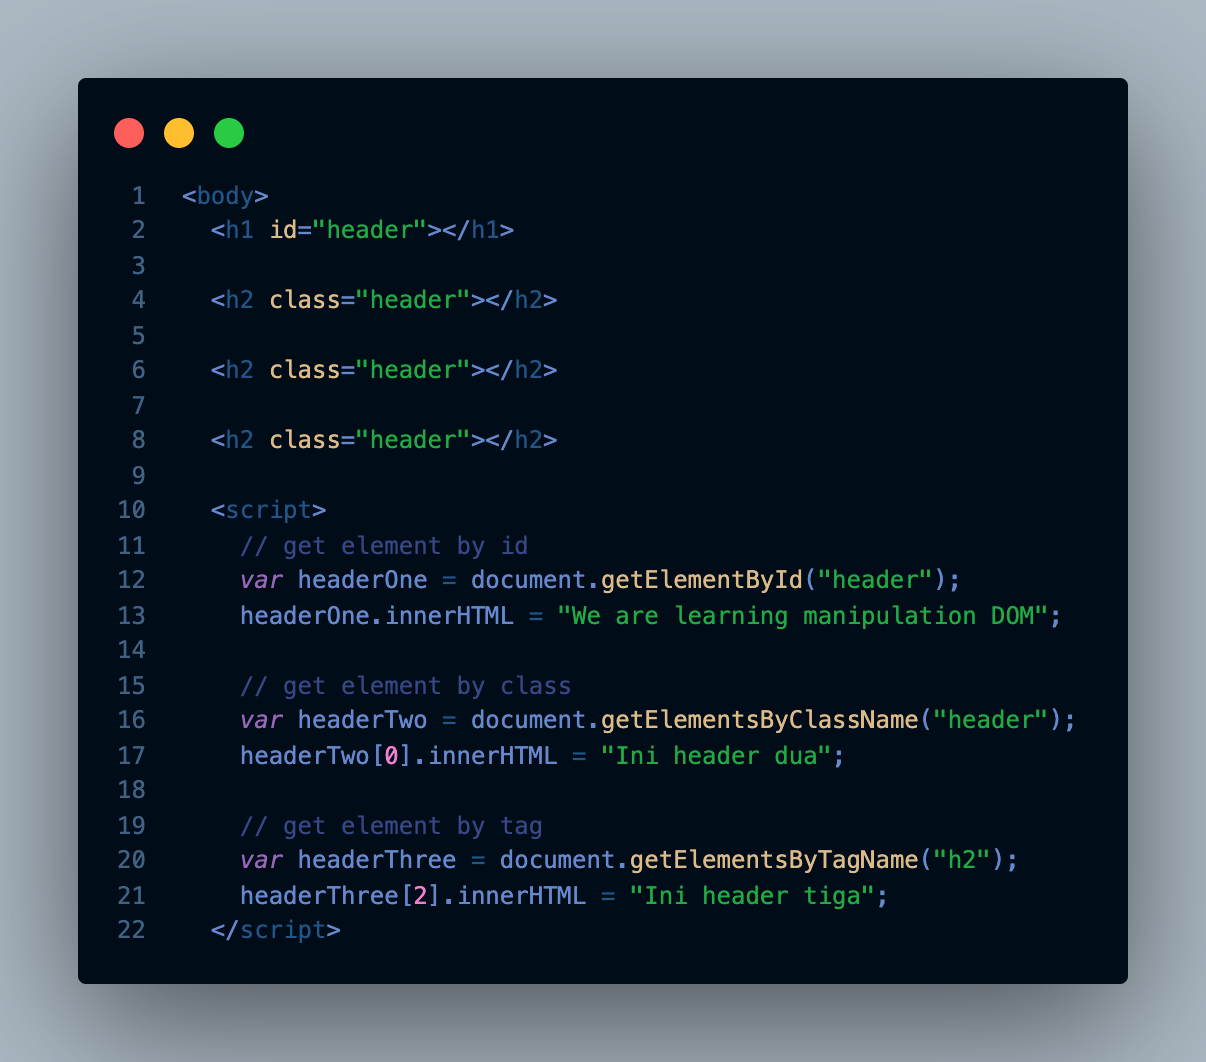 1 <body>
2 <h1 id="header"></h1>
3
4 <h2 class="header"></h2>
5
6 <h2 class="header"></h2>
7
8 <h2 class="header"></h2>
9
10 <script>
11 // get element by id
12 var headerOne = document.getElementById("header");
13 headerOne.innerHTML = "We are learning manipulation DOM";
14
15 // get element by class
16 var headerTwo = document.getElementsByClassName("header");
17 headerTwo[0].innerHTML = "Ini header dua";
18
19 // get element by tag
20 var headerThree = document.getElementsByTagName("h2");
21 headerThree[2].innerHTML = "Ini header tiga";
22 </script>